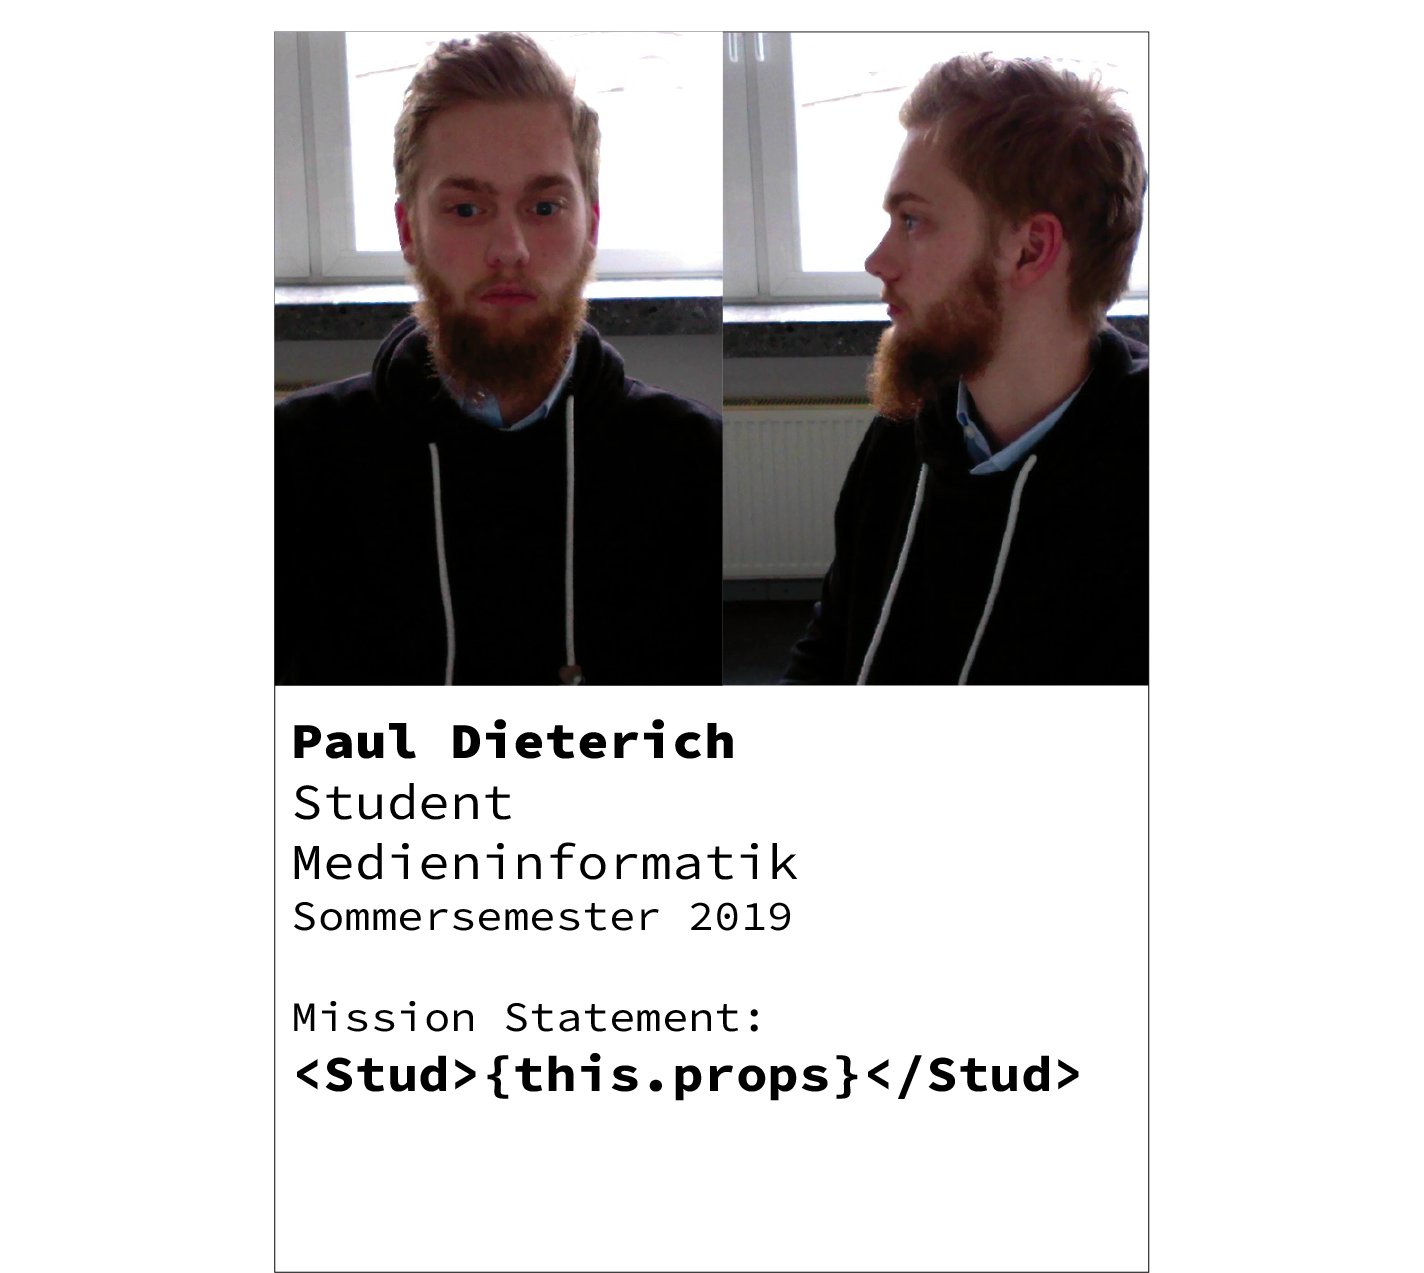 Paul Dieterich
Student
Medieninformatik
Sommersemester 2019
Mission Statement:
<Stud>{this.props}</Stud>